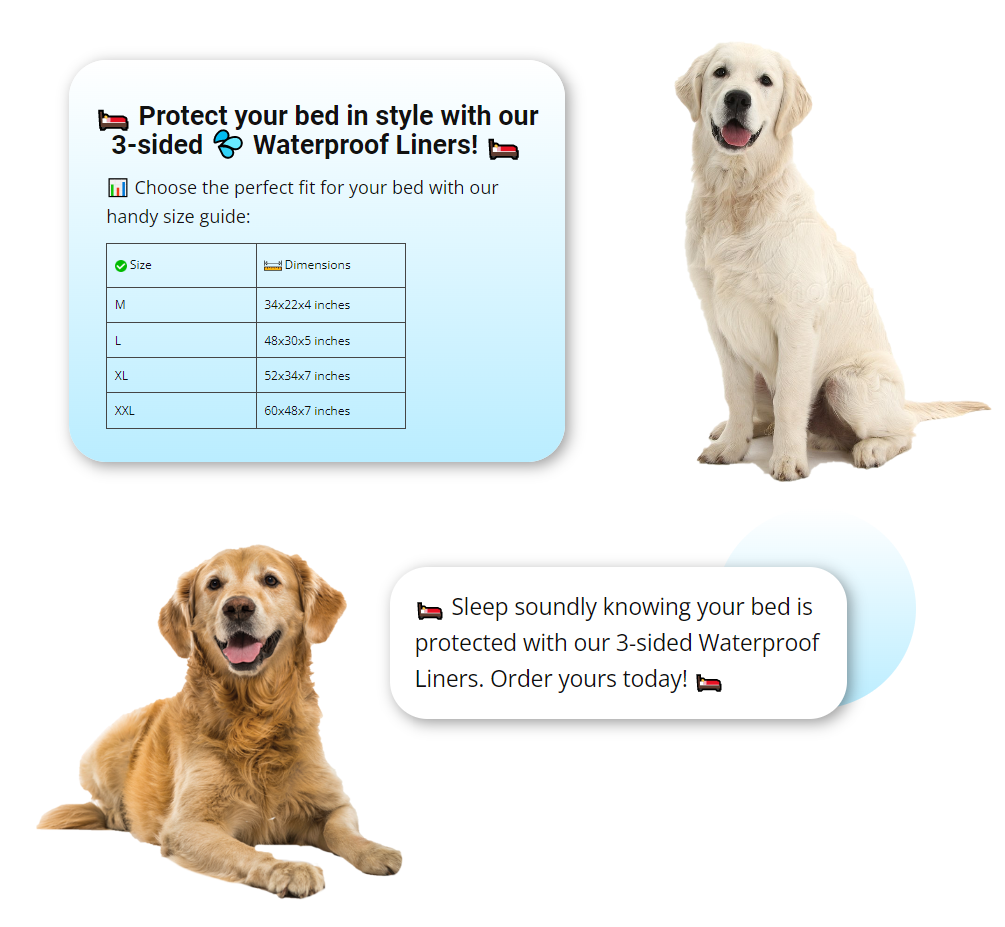 🛏️ Protect your bed in style with our
3-sided 💦 Waterproof Liners! 🛏️
📊 Choose the perfect fit for your bed with our
handy size guide:
✅ Size 📏 Dimensions
M 34x22x4 inches
L 48x30x5 inches
XL 52x34x7 inches
XXL 60x48x7 inches
🛏️ Sleep soundly knowing your bed is
protected with our 3-sided Waterproof
Liners. Order yours today! 🛏️